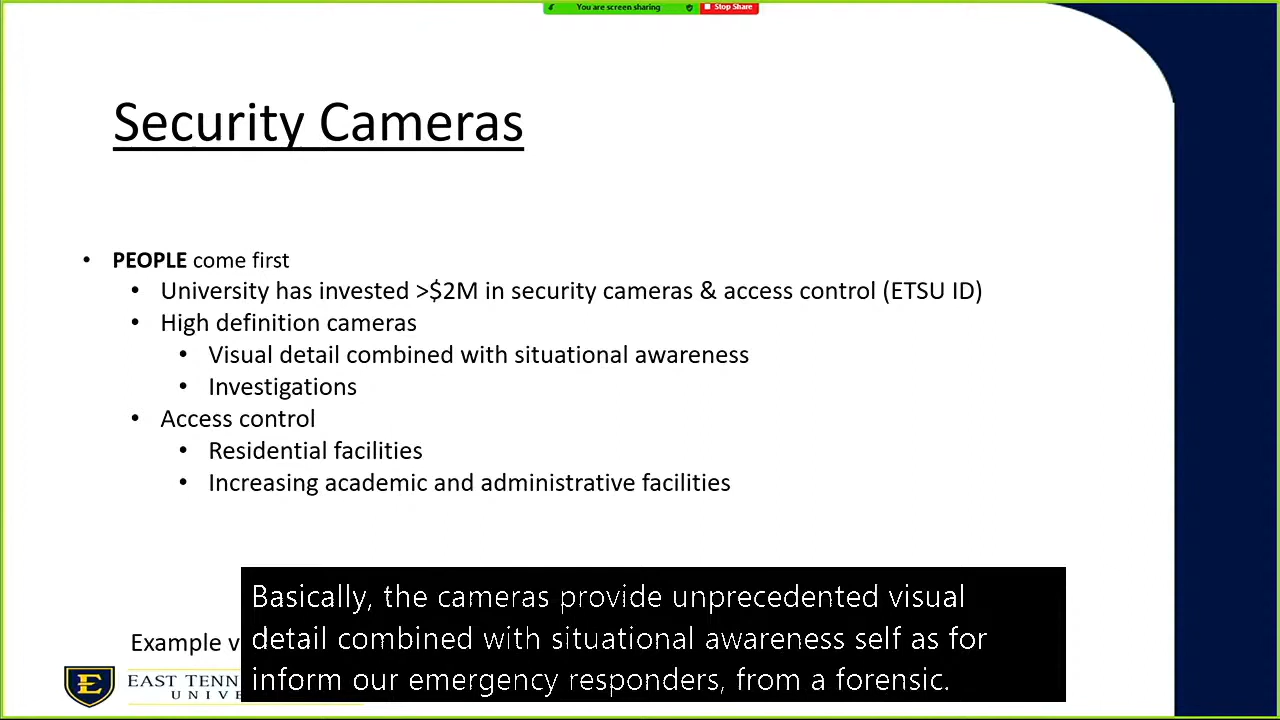 You are screen sharing
Stop Share
Security Cameras
• PEOPLE come first
• University has invested >$2M in security cameras & access control (ETSU ID)
• High definition cameras
• Visual detail combined with situational awareness
• Investigations
• Access control
• Residential facilities
• Increasing academic and administrative facilities
Basically, the cameras provide unprecedented visual
detail combined with situational awareness self as for
inform our emergency responders, from a forensic.
Example
E
EAST